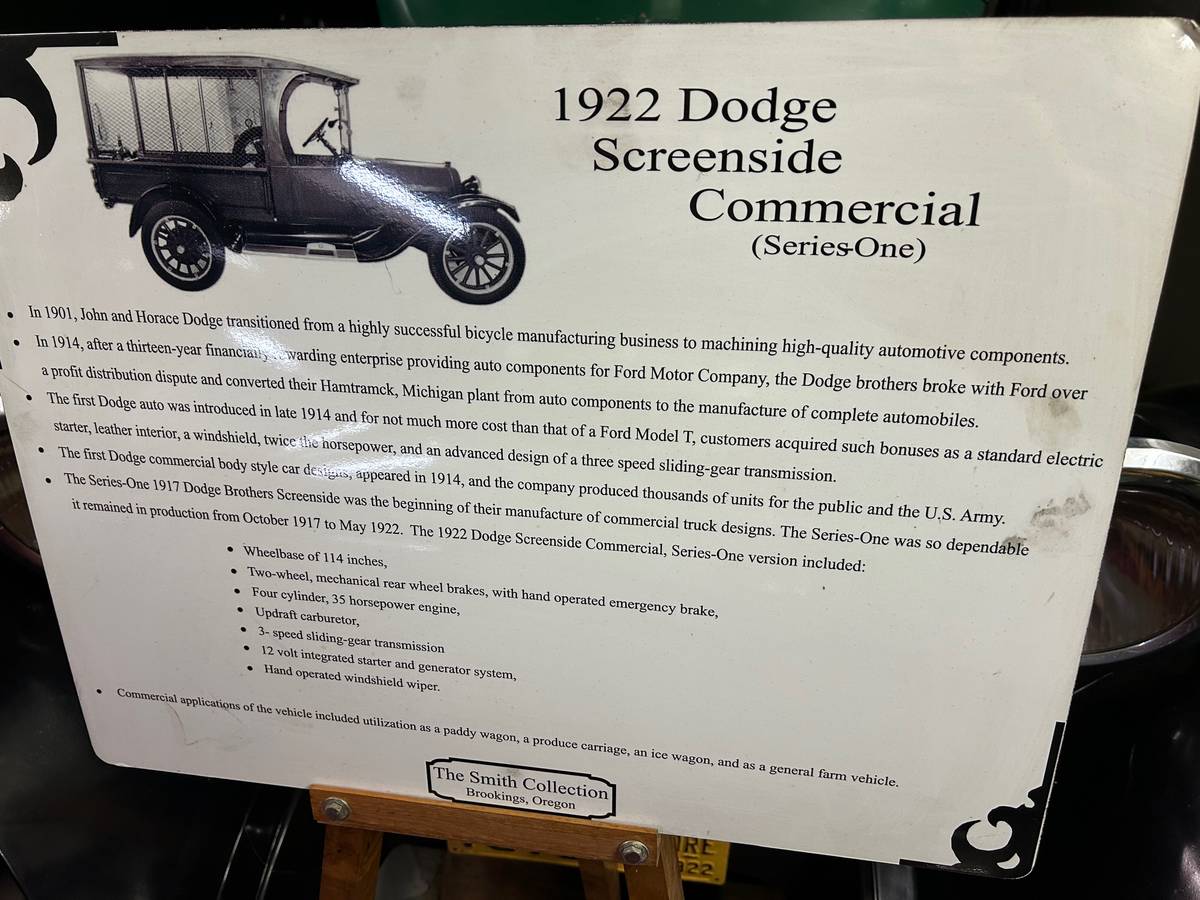 1922 Dodge
Screenside
Commercial
(Series-One)
• In 1901, John and Horace Dodge transitioned from a highly successful bicycle manufacturing business to machining high-quality automotive components.
• In 1914, after a thirteen-year financially rewarding enterprise providing auto components for Ford Motor Company, the Dodge brothers broke with Ford over
a profit distribution dispute and converted their Hamtramck, Michigan plant from auto components to the manufacture of complete automobiles.
• The first Dodge auto was introduced in late 1914 and for not much more cost than that of a Ford Model T, customers acquired such bonuses as a standard electric
starter, leather interior, a windshield, twice the horsepower, and an advanced design of a three speed sliding-gear transmission.
• The first Dodge commercial body style car designs, appeared in 1914, and the company produced thousands of units for the public and the U.S. Army.
• The Series-One 1917 Dodge Brothers Screenside was the beginning of their manufacture of commercial truck designs. The Series-One was so dependable
it remained in production from October 1917 to May 1922. The 1922 Dodge Screenside Commercial, Series-One version included:
• Wheelbase of 114 inches,
• Two-wheel, mechanical rear wheel brakes, with hand operated emergency brake,
• Four cylinder, 35 horsepower engine,
• Updraft carburetor,
• 3- speed sliding-gear transmission
• 12 volt integrated starter and generator system,
• Hand operated windshield wiper.
• Commercial applications of the vehicle included utilization as a paddy wagon, a produce carriage, an ice wagon, and as a general farm vehicle.
The Smith Collection
Brookings, Oregon